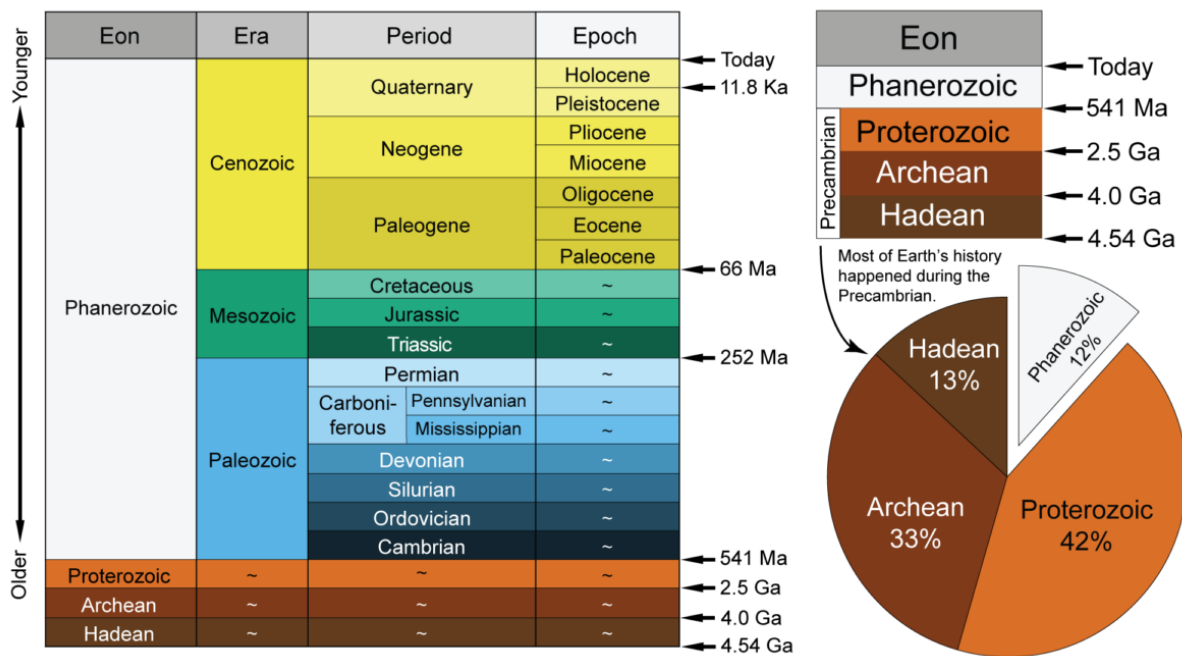 Eon Era Period Epoch
Younger
Older
Today
Phanerozoic Cenozoic Quaternary Holocene
11.8 Ka
Pleistocene
Neogene Pliocene
Miocene
Paleogene Oligocene
Eocene
Paleocene
66 Ma
Mesozoic Cretaceous ~
Jurassic ~
Triassic ~
252 Ma
Paleozoic Permian ~
Carboni-
ferous
Pennsylvanian ~
Mississippian ~
Devonian ~
Silurian ~
Ordovician ~
Cambrian ~
541 Ma
Proterozoic ~ ~ ~
2.5 Ga
Archean ~ ~ ~
4.0 Ga
Hadean ~ ~ ~
4.54 Ga
Eon
Today
Phanerozoic
541 Ma
Precambrian
Proterozoic
2.5 Ga
Archean
4.0 Ga
Hadean
4.54 Ga
Most of Earth's history
happened during the
Precambrian.
Phanerozoic
12%
Hadean
13%
Archean
33%
Proterozoic
42%